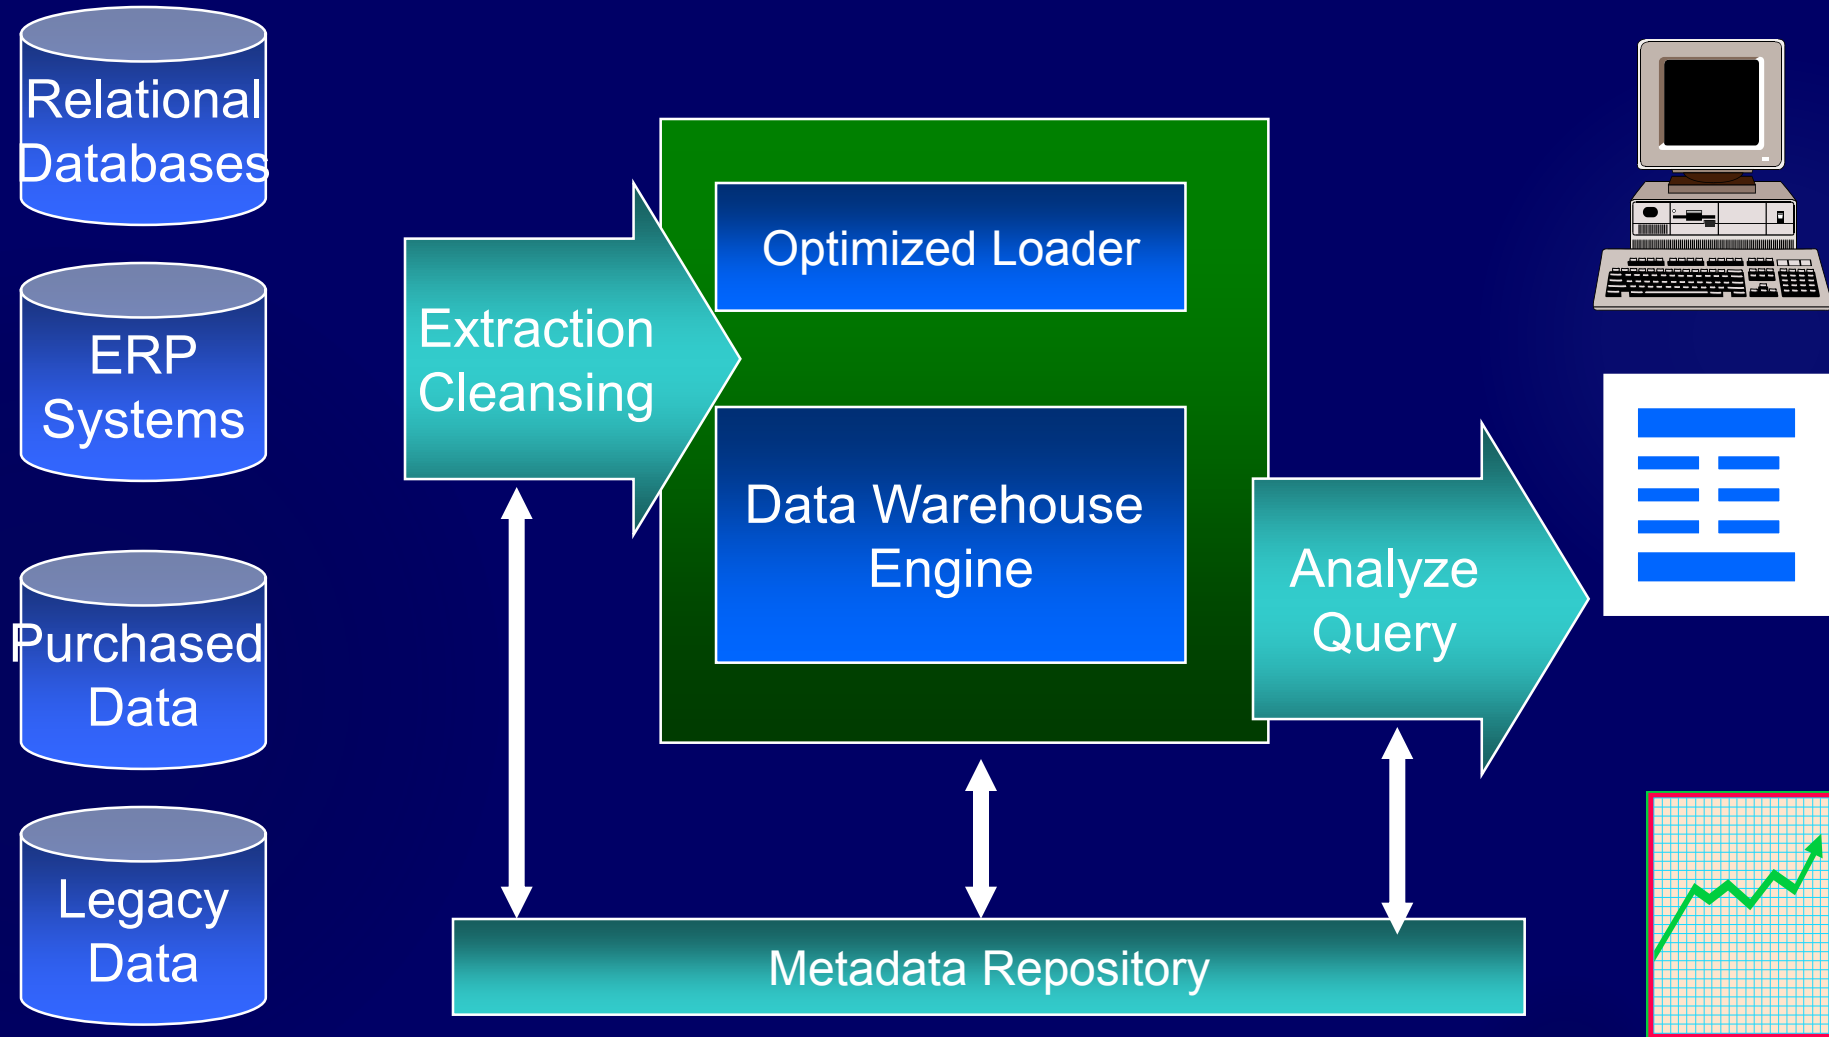 Relational
Databases
ERP
Systems
Purchased
Data
Legacy
Data
Extraction
Cleansing
Optimized Loader
Data Warehouse
Engine
Analyze
Query
Metadata Repository